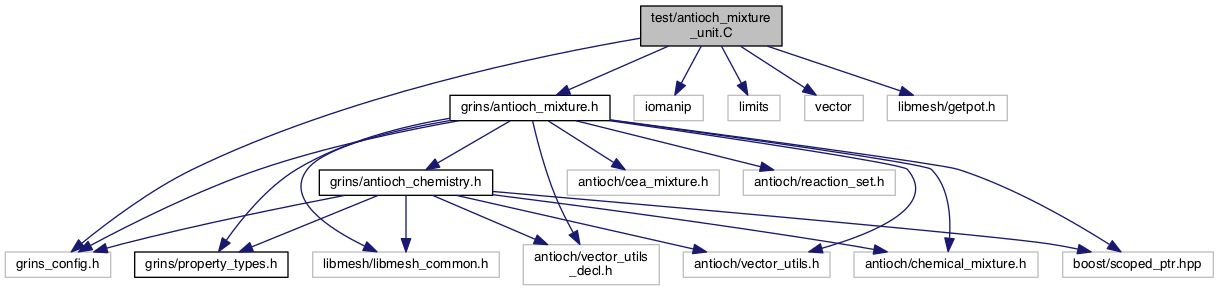 test/antioch_mixture
_unit.C
grins/antioch_mixture.h
iomanip
limits
vector
libmesh/getpot.h
grins/antioch_chemistry.h
antioch/cea_mixture.h
antioch/reaction_set.h
grins_config.h
grins/property_types.h
libmesh/libmesh_common.h
antioch/vector_utils
_decl.h
antioch/vector_utils.h
antioch/chemical_mixture.h
boost/scoped_ptr.hpp